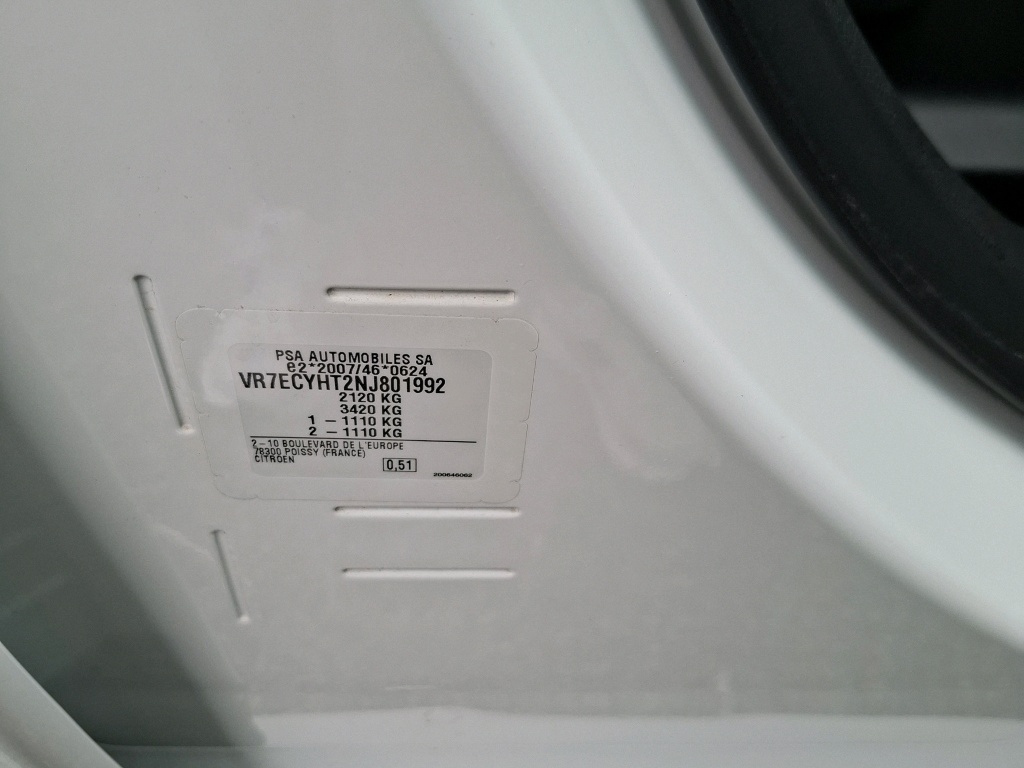 PSA AUTOMOBILES SA
e2*2007/46*0624
VR7ECYHT2NJ801992
2120 KG
3420 KG
1 – 1110 KG
2 – 1110 KG
2–10 BOULEVARD DE L'EUROPE
78300 POISSY (FRANCE)
CITROEN
0,51
200646062